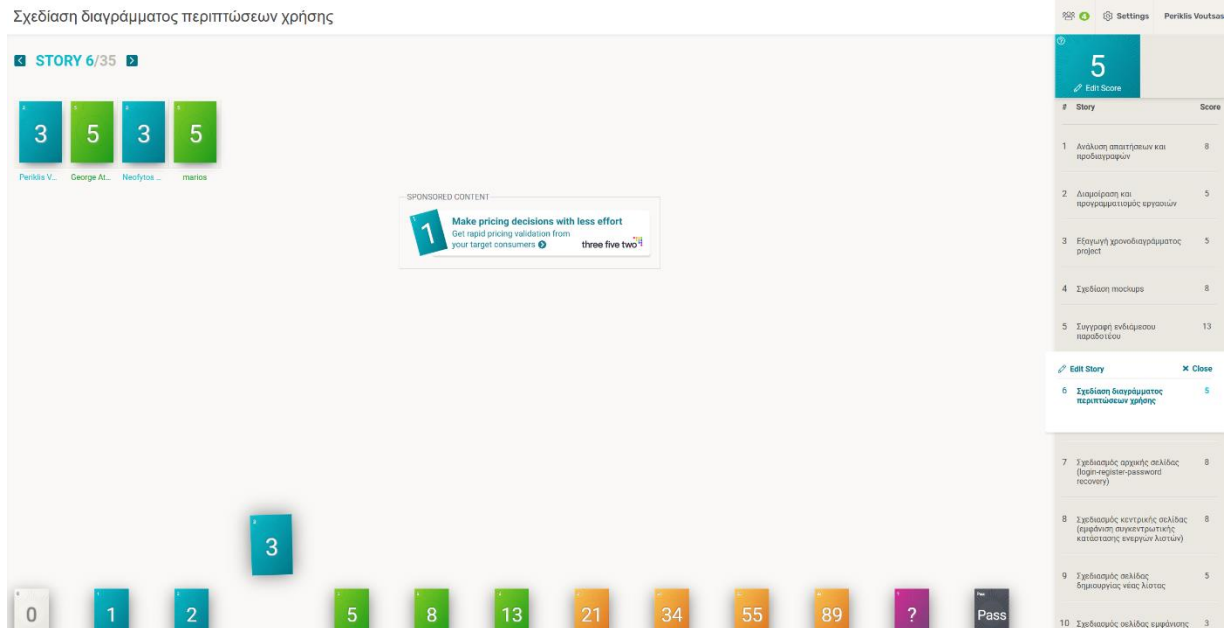 Σχεδίαση διαγράμματος περιπτώσεων χρήσης
4 Settings Periklis Voutsas
STORY 6/35
3 5 3 5
Periklis V... George At... Neofytos ... marios
SPONSORED CONTENT
1
Make pricing decisions with less effort
Get rapid pricing validation from
your target consumers
three five two
5
Edit Score
# Story Score
1 Ανάλυση απαιτήσεων και 8
προδιαγραφών
2 Διαμοίραση και 5
προγραμματισμός εργασιών
3 Εξαγωγή χρονοδιαγράμματος 5
project
4 Σχεδίαση mockups 8
5 Συγγραφή ενδιάμεσου 13
παραδοτέου
Edit Story Close
6 Σχεδίαση διαγράμματος 5
περιπτώσεων χρήσης
7 Σχεδιασμός αρχικής σελίδας 8
(login-register-password
recovery)
8 Σχεδιασμός κεντρικής σελίδας 8
(εμφάνιση συγκεντρωτικής
κατάστασης ενεργών λιστών)
9 Σχεδιασμός σελίδας 5
δημιουργίας νέας λίστας
10 Σχεδιασμός σελίδας εμφάνισης 3
3
0 1 2 5 8 13 21 34 55 89 ? Pass